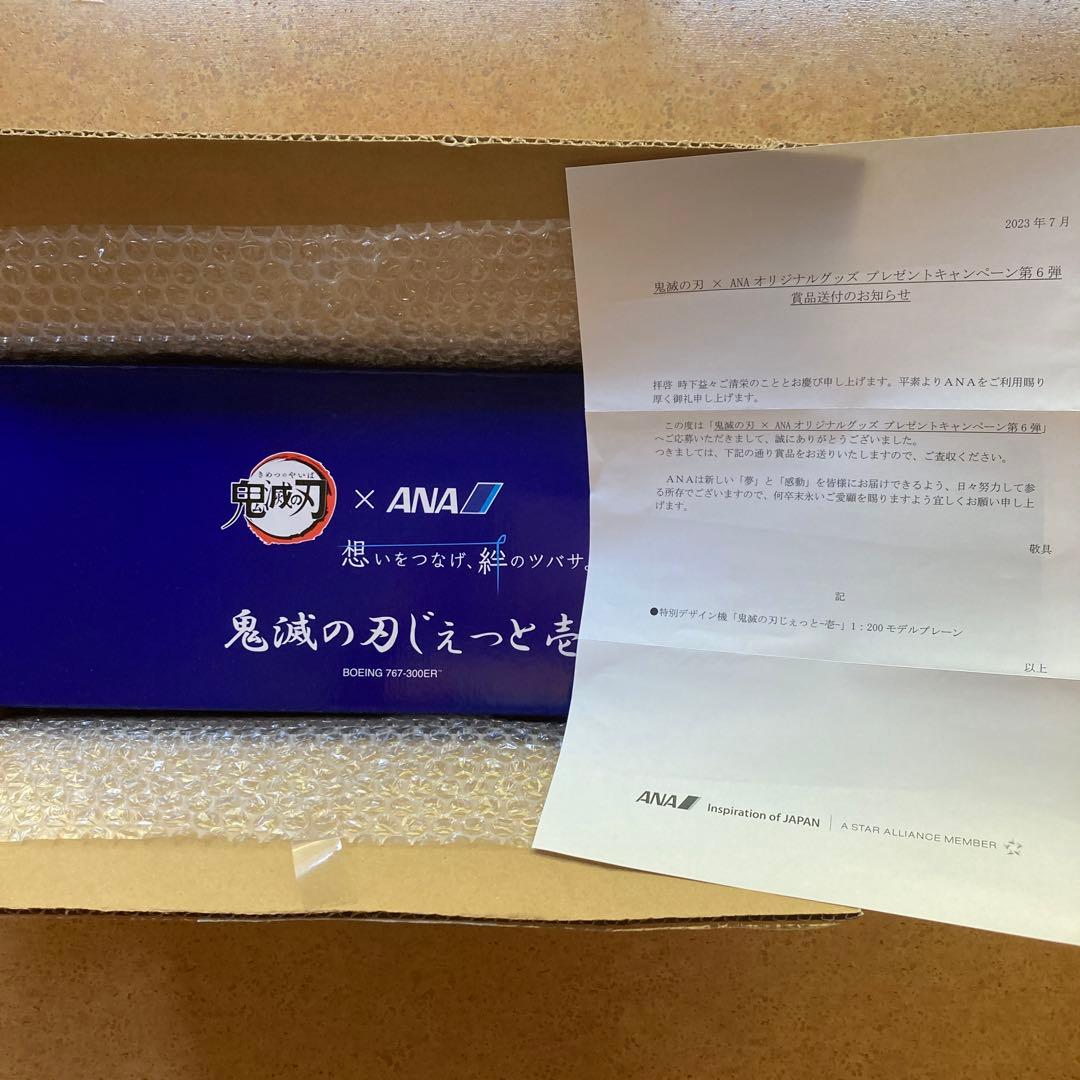 きめつのやいば
鬼滅の刃 × ANA
想いをつなげ、絆のツバサ。
鬼滅の刃じぇっと壱
BOEING 767-300ER™
2023年7月
鬼滅の刃 × ANAオリジナルグッズ プレゼントキャンペーン第6弾
賞品送付のお知らせ
拝啓 時下益々ご清栄のこととお慶び申し上げます。平素よりANAをご利用賜り
厚く御礼申し上げます。
この度は「鬼滅の刃 × ANAオリジナルグッズ プレゼントキャンペーン第6弾」
へご応募いただきまして、誠にありがとうございました。
つきましては、下記の通り賞品をお送りいたしますので、ご査収ください。
ANAは新しい「夢」と「感動」を皆様にお届けできるよう、日々努力して参
る所存でございますので、何卒末永いご愛顧を賜りますよう宜しくお願い申し上
げます。
敬具
記
●特別デザイン機「鬼滅の刃じぇっと-壱-」1:200モデルプレーン
以上
ANA Inspiration of JAPAN | A STAR ALLIANCE MEMBER